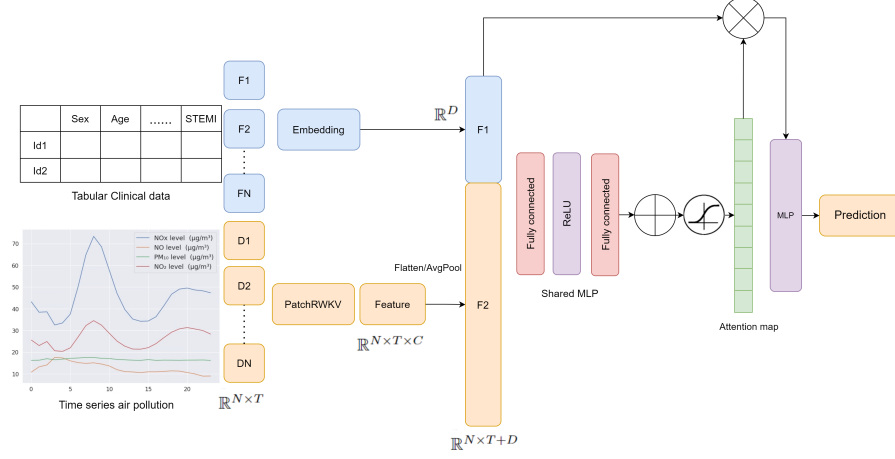 Sex Age ...... STEMI
Id1
Id2
Tabular Clinical data
F1
F2
FN
Embedding
ℝ^D
F1
NOx level (μg/m³)
NO level (μg/m³)
PM₁₀ level (μg/m³)
NO₂ level (μg/m³)
70
60
50
40
30
20
10
0 5 10 15 20
Time series air pollution
D1
D2
DN
ℝ^{N×T}
PatchRWKV
Feature
ℝ^{N×T×C}
Flatten/AvgPool
F2
ℝ^{N×T+D}
Fully connected
ReLU
Fully connected
Shared MLP
Attention map
MLP
Prediction